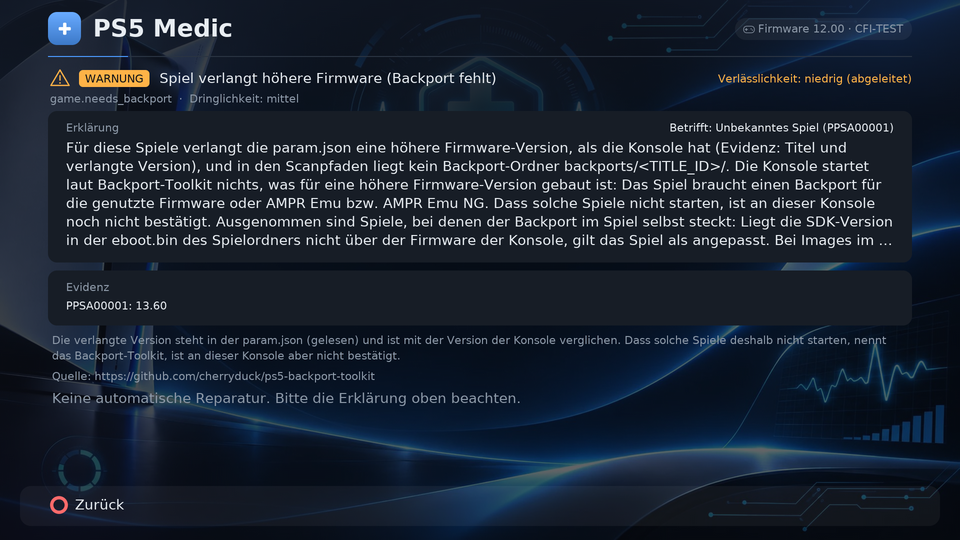 PS5 Medic
Firmware 12.00 · CFI-TEST
WARNUNG Spiel verlangt höhere Firmware (Backport fehlt)
Verlässlichkeit: niedrig (abgeleitet)
game.needs_backport · Dringlichkeit: mittel
Erklärung
Betrifft: Unbekanntes Spiel (PPSA00001)
Für diese Spiele verlangt die param.json eine höhere Firmware-Version, als die Konsole hat (Evidenz: Titel und
verlangte Version), und in den Scanpfaden liegt kein Backport-Ordner backports/<TITLE_ID>/. Die Konsole startet
laut Backport-Toolkit nichts, was für eine höhere Firmware-Version gebaut ist: Das Spiel braucht einen Backport für
die genutzte Firmware oder AMPR Emu bzw. AMPR Emu NG. Dass solche Spiele nicht starten, ist an dieser Konsole
noch nicht bestätigt. Ausgenommen sind Spiele, bei denen der Backport im Spiel selbst steckt: Liegt die SDK-Version
in der eboot.bin des Spielordners nicht über der Firmware der Konsole, gilt das Spiel als angepasst. Bei Images im ...
Evidenz
PPSA00001: 13.60
Die verlangte Version steht in der param.json (gelesen) und ist mit der Version der Konsole verglichen. Dass solche Spiele deshalb nicht starten, nennt
das Backport-Toolkit, ist an dieser Konsole aber nicht bestätigt.
Quelle: https://github.com/cherryduck/ps5-backport-toolkit
Keine automatische Reparatur. Bitte die Erklärung oben beachten.
Zurück